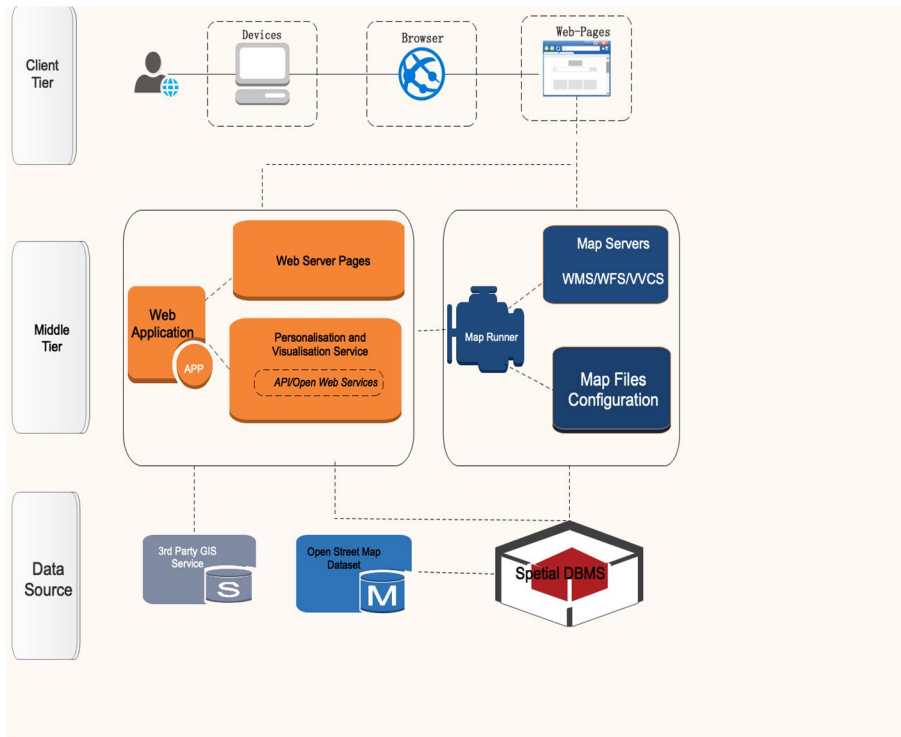 Client
Tier
Devices
Browser
Web-Pages
Middle
Tier
Web
Application
APP
Web Server Pages
Personalisation and
Visualisation Service
API/Open Web Services
Map Runner
Map Servers
WMS/WFS/VVCS
Map Files
Configuration
Data
Source
3rd Party GIS
Service
S
Open Street Map
Dataset
M
Spetial DBMS